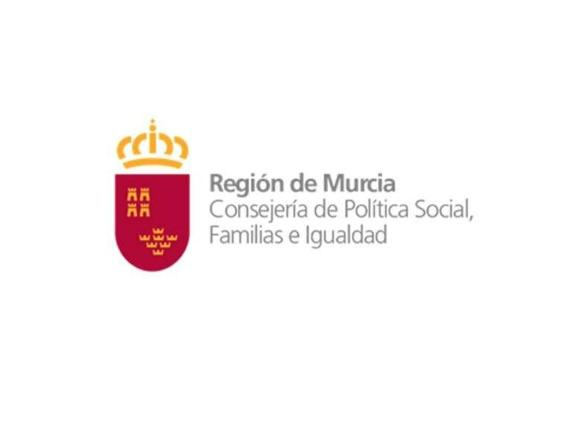 Región de Murcia
Consejería de Política Social,
Familias e Igualdad